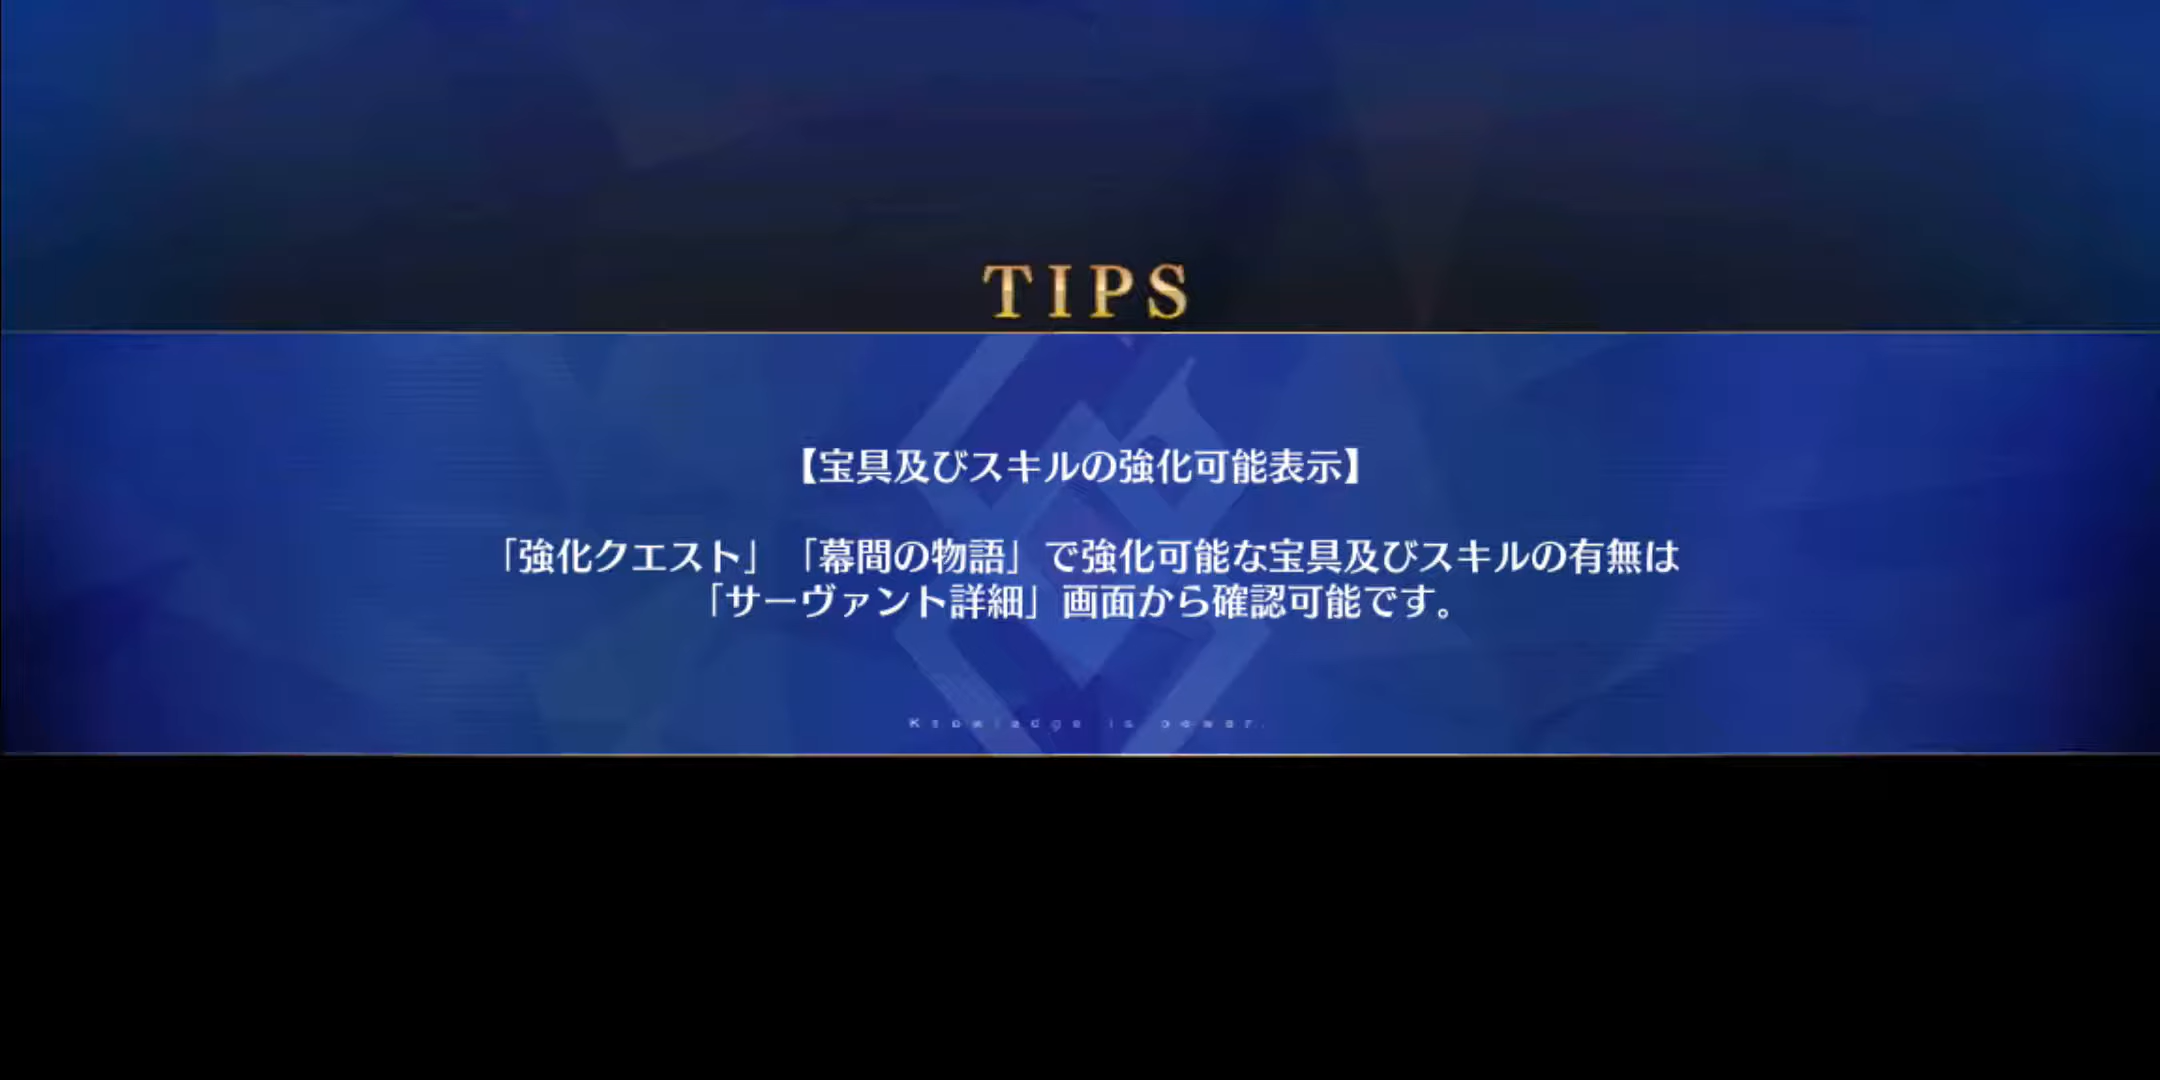 TIPS
【宝具及びスキルの強化可能表示】
「強化クエスト」「幕間の物語」で強化可能な宝具及びスキルの有無は
「サーヴァント詳細」画面から確認可能です。
Knowledge is power.